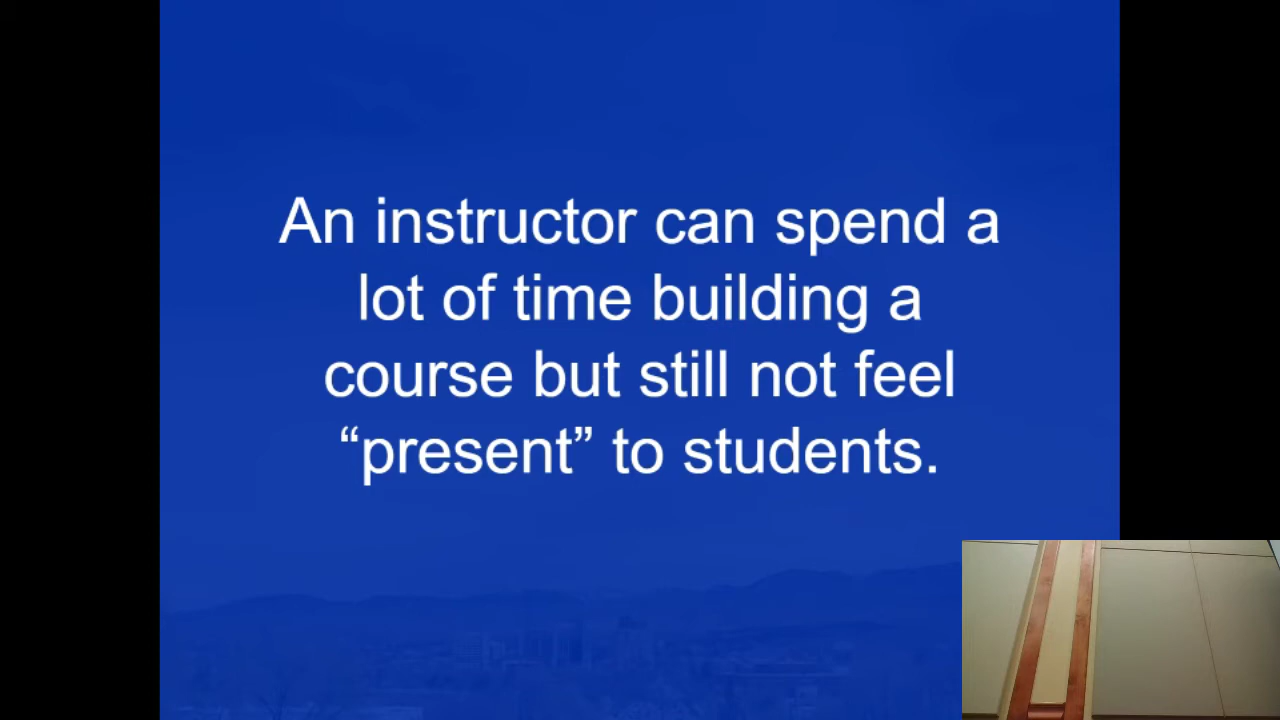 An instructor can spend a
lot of time building a
course but still not feel
“present” to students.